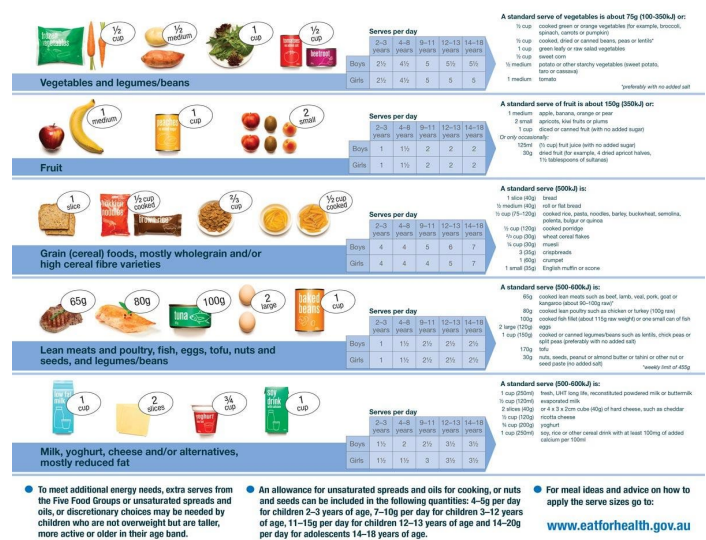 ½
cup
½
medium
1
cup
½
cup
beetroot
Vegetables and legumes/beans
Serves per day
2–3 years 4–8 years 9–11 years 12–13 years 14–18 years
Boys 2½ 4½ 5 5½ 5½
Girls 2½ 4½ 5 5 5
A standard serve of vegetables is about 75g (100-350kJ) or:
½ cup cooked green or orange vegetables (for example, broccoli,
spinach, carrots or pumpkin)
½ cup cooked, dried or canned beans, peas or lentils*
1 cup green leafy or raw salad vegetables
½ cup sweet corn
½ medium potato or other starchy vegetables (sweet potato,
taro or cassava)
1 medium tomato
*preferably with no added salt
1
medium
peaches
1
cup
2
small
Fruit
Serves per day
2–3 years 4–8 years 9–11 years 12–13 years 14–18 years
Boys 1 1½ 2 2 2
Girls 1 1½ 2 2 2
A standard serve of fruit is about 150g (350kJ) or:
1 medium apple, banana, orange or pear
2 small apricots, kiwi fruits or plums
1 cup diced or canned fruit (with no added sugar)
Or only occasionally:
125ml (½ cup) fruit juice (with no added sugar)
30g dried fruit (for example, 4 dried apricot halves,
1½ tablespoons of sultanas)
1
slice
hokkien noodles
½ cup
cooked
brown rice
⅔
cup
½ cup
cooked
Grain (cereal) foods, mostly wholegrain and/or
high cereal fibre varieties
Serves per day
2–3 years 4–8 years 9–11 years 12–13 years 14–18 years
Boys 4 4 5 6 7
Girls 4 4 4 5 7
A standard serve (500kJ) is:
1 slice (40g) bread
½ medium (40g) roll or flat bread
½ cup (75–120g) cooked rice, pasta, noodles, barley, buckwheat, semolina,
polenta, bulgur or quinoa
½ cup (120g) cooked porridge
⅔ cup (30g) wheat cereal flakes
¼ cup (30g) muesli
3 (35g) crispbreads
1 (60g) crumpet
1 small (35g) English muffin or scone
65g
80g
tuna
100g
2
large
baked beans
1
cup
Lean meats and poultry, fish, eggs, tofu, nuts and
seeds, and legumes/beans
Serves per day
2–3 years 4–8 years 9–11 years 12–13 years 14–18 years
Boys 1 1½ 2½ 2½ 2½
Girls 1 1½ 2½ 2½ 2½
A standard serve (500-600kJ) is:
65g cooked lean meats such as beef, lamb, veal, pork, goat or
kangaroo (about 90–100g raw)*
80g cooked lean poultry such as chicken or turkey (100g raw)
100g cooked fish fillet (about 115g raw weight) or one small can of fish
2 large (120g) eggs
1 cup (150g) cooked or canned legumes/beans such as lentils, chick peas or
split peas (preferably with no added salt)
170g tofu
30g nuts, seeds, peanut or almond butter or tahini or other nut or
seed paste (no added salt)
*weekly limit of 455g
low fat milk
1
cup
2
slices
yoghurt
¾
cup
soy drink
1
cup
Milk, yoghurt, cheese and/or alternatives,
mostly reduced fat
Serves per day
2–3 years 4–8 years 9–11 years 12–13 years 14–18 years
Boys 1½ 2 2½ 3½ 3½
Girls 1½ 1½ 3 3½ 3½
A standard serve (500-600kJ) is:
1 cup (250ml) fresh, UHT long life, reconstituted powdered milk or buttermilk
½ cup (120ml) evaporated milk
2 slices (40g) or 4 x 3 x 2cm cube (40g) of hard cheese, such as cheddar
½ cup (120g) ricotta cheese
¾ cup (200g) yoghurt
1 cup (250ml) soy, rice or other cereal drink with at least 100mg of added
calcium per 100ml
To meet additional energy needs, extra serves from
the Five Food Groups or unsaturated spreads and
oils, or discretionary choices may be needed by
children who are not overweight but are taller,
more active or older in their age band.
An allowance for unsaturated spreads and oils for cooking, or nuts
and seeds can be included in the following quantities: 4–5g per day
for children 2–3 years of age, 7–10g per day for children 3–12 years
of age, 11–15g per day for children 12–13 years of age and 14–20g
per day for adolescents 14–18 years of age.
For meal ideas and advice on how to
apply the serve sizes go to:
www.eatforhealth.gov.au